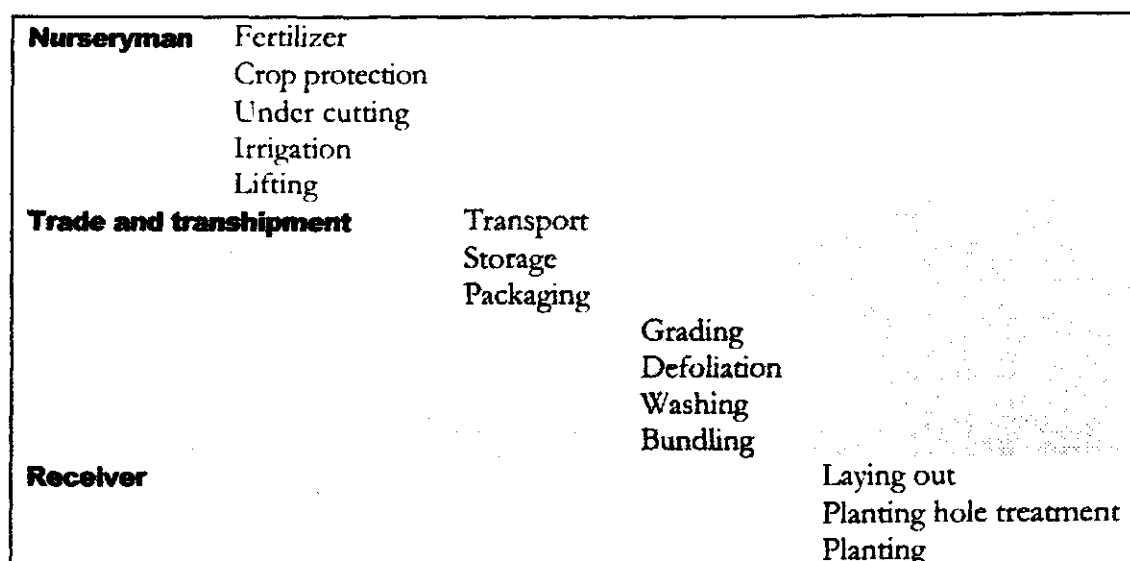 Nurseryman Fertilizer
Crop protection
Under cutting
Irrigation
Lifting
Trade and transhipment Transport
Storage
Packaging
Grading
Defoliation
Washing
Bundling
Receiver Laying out
Planting hole treatment
Planting